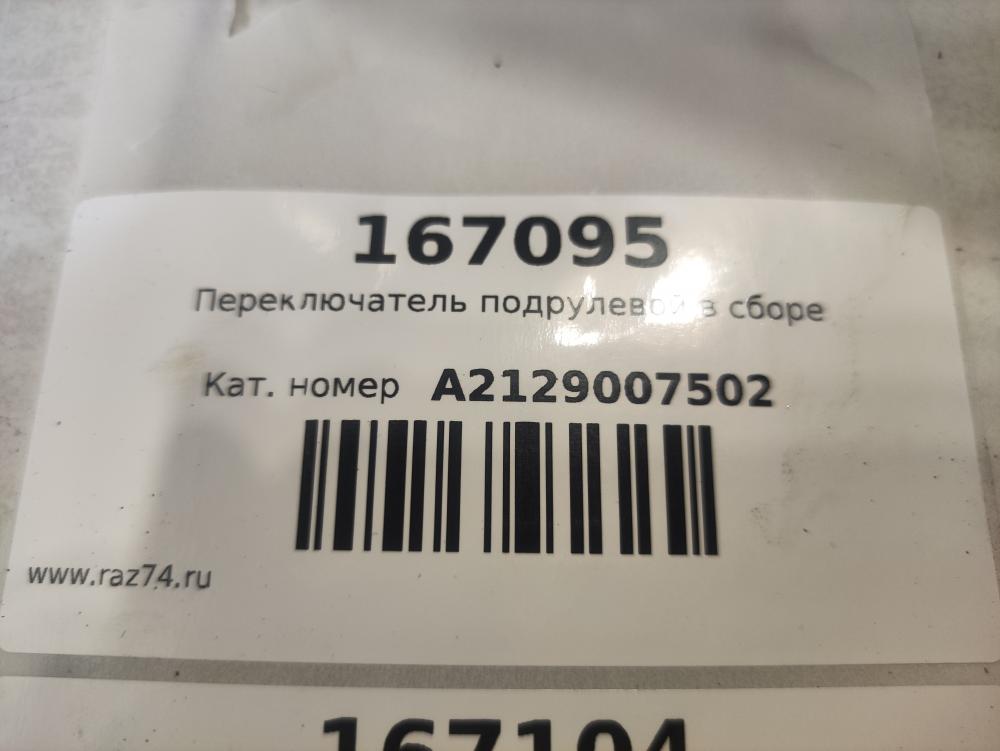 167095
Переключатель подрулевой в сборе
Кат. номер A2129007502
www.raz74.ru
167104